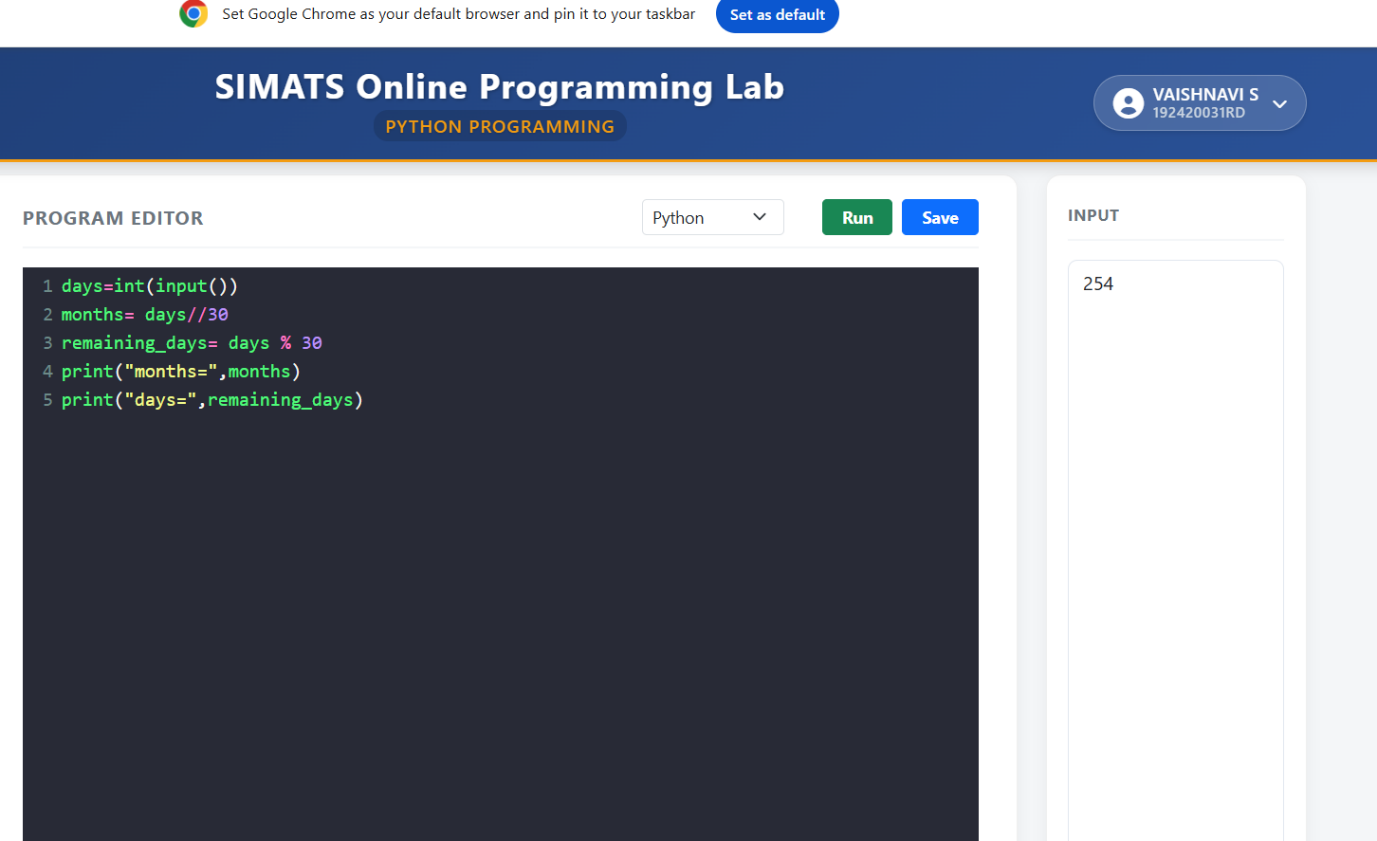 Set Google Chrome as your default browser and pin it to your taskbar
Set as default
SIMATS Online Programming Lab
PYTHON PROGRAMMING
VAISHNAVI S
192420031RD
PROGRAM EDITOR
Python
Run
Save
1 days=int(input())
2 months= days//30
3 remaining_days= days % 30
4 print("months=",months)
5 print("days=",remaining_days)
INPUT
254